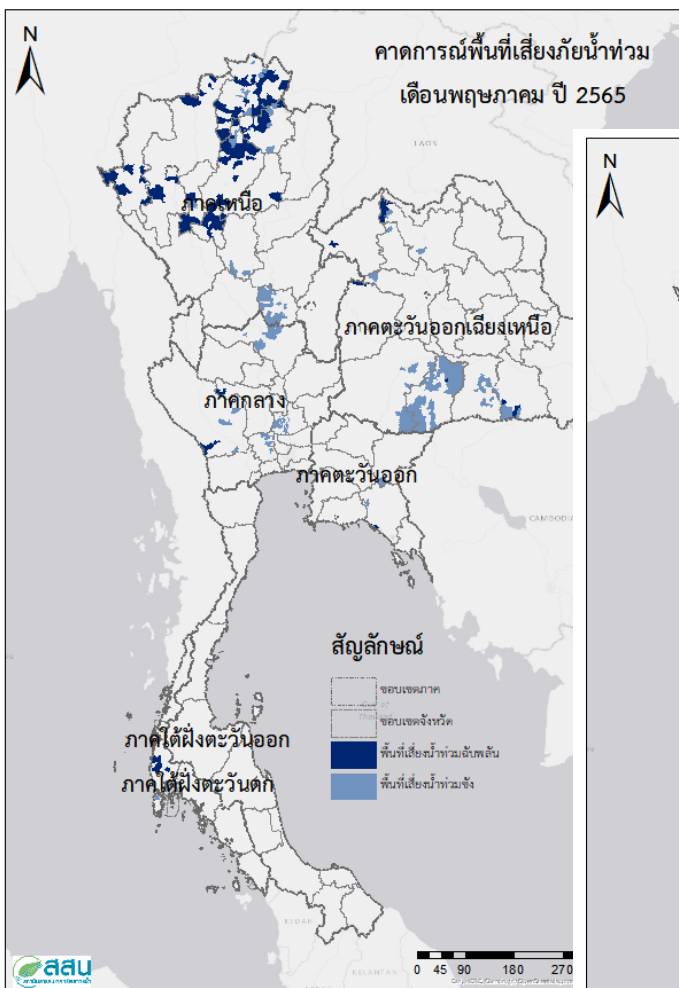 N
คาดการณ์พื้นที่เสี่ยงภัยน้ำท่วม
เดือนพฤษภาคม ปี 2565
LAOS
N
ภาคเหนือ
ภาคตะวันออกเฉียงเหนือ
ภาคกลาง
ภาคตะวันออก
CAMBODIA
สัญลักษณ์
ขอบเขตภาค
Gulf of
ขอบเขตจังหวัด
พื้นที่เสี่ยงน้ำท่วมฉับพลัน
พื้นที่เสี่ยงน้ำท่วมขัง
ภาคใต้ฝั่งตะวันออก
ภาคใต้ฝั่งตะวันตก
KEDAH
KELANTAN
สสน
0 45 90 180 270